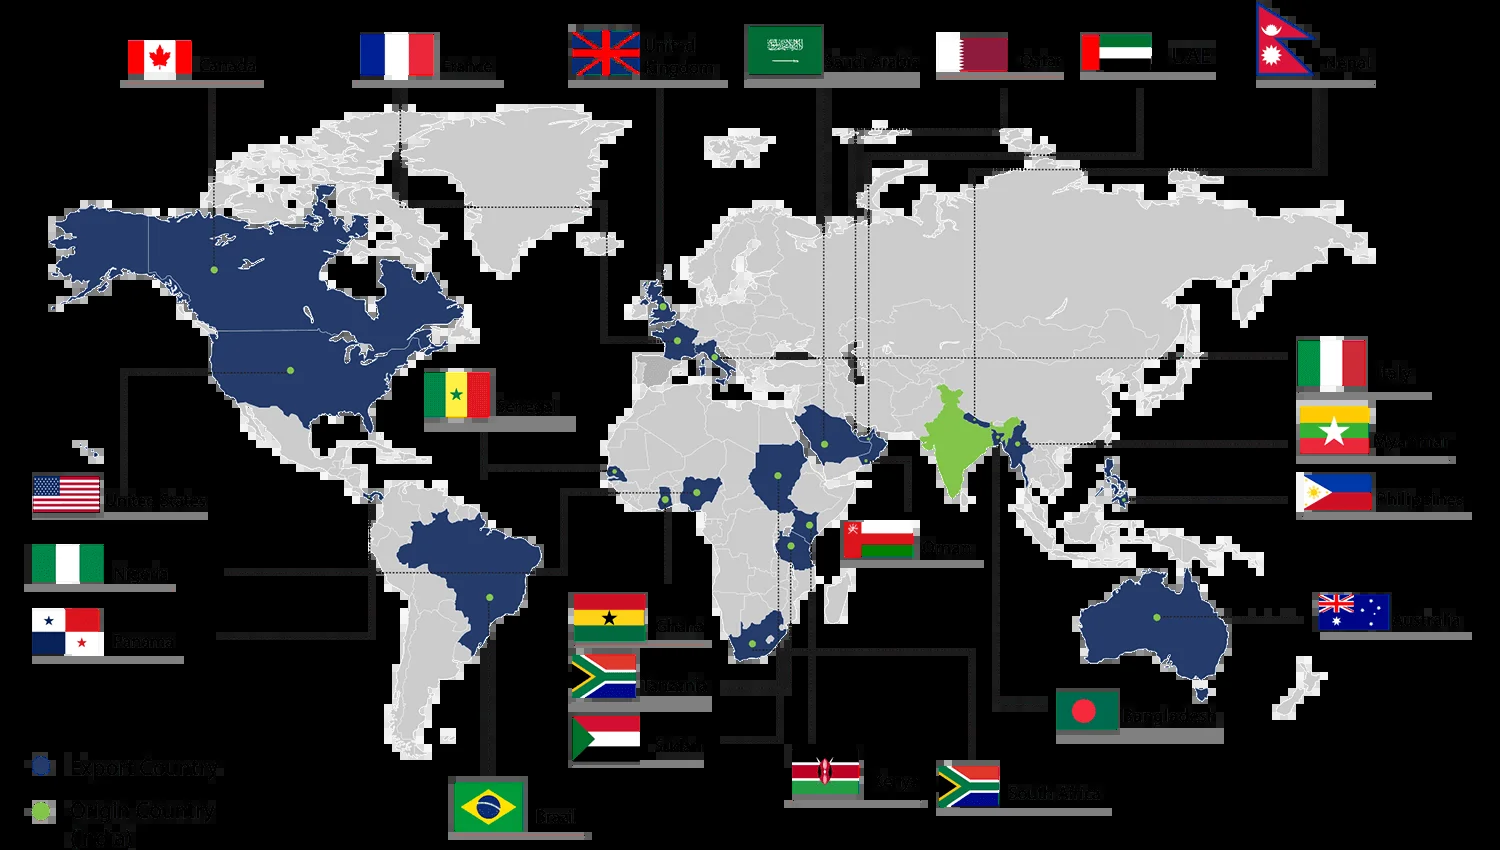 Canada
France
United
Kingdom
Saudi Arabia
Qatar
UAE
Nepal
Italy
Senegal
Myanmar
United States
Philippines
Oman
Nigeria
Ghana
Australia
Panama
Tanzania
Bangladesh
Sudan
Export Country
Kenya
South Africa
Origin Country
(India)
Brazil